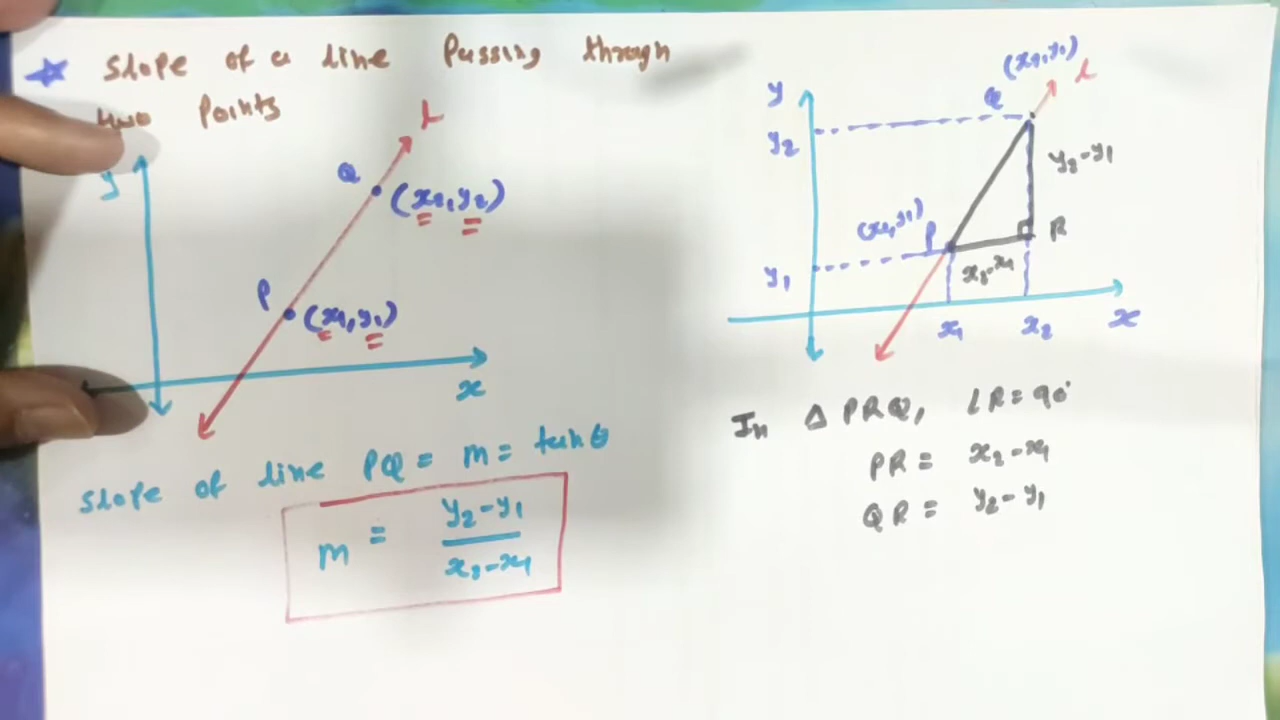 ☆ Slope of a line Passing through
two Points
y
L
Q
(x₂,y₂)
P
(x₁,y₁)
x
Slope of line PQ = m = tanθ
m = y₂-y₁ / x₂-x₁
(x₂,y₂)
L
y
Q
y₂
y₂-y₁
(x₁,y₁)
P
R
y₁
x₂-x₁
x₁ x₂ x
In Δ PRQ, ∠R=90°
PR = x₂-x₁
QR = y₂-y₁